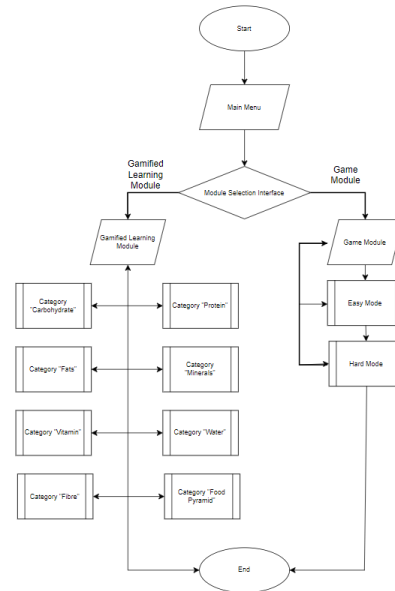 Start
Main Menu
Gamified
Learning
Module
Game
Module
Module Selection Interface
Gamified Learning
Module
Game Module
Category
"Carbohydrate"
Category "Protein"
Easy Mode
Category "Fats"
Category
"Minerals"
Hard Mode
Category "Vitamin"
Category "Water"
Category "Fibre"
Category "Food
Pyramid"
End